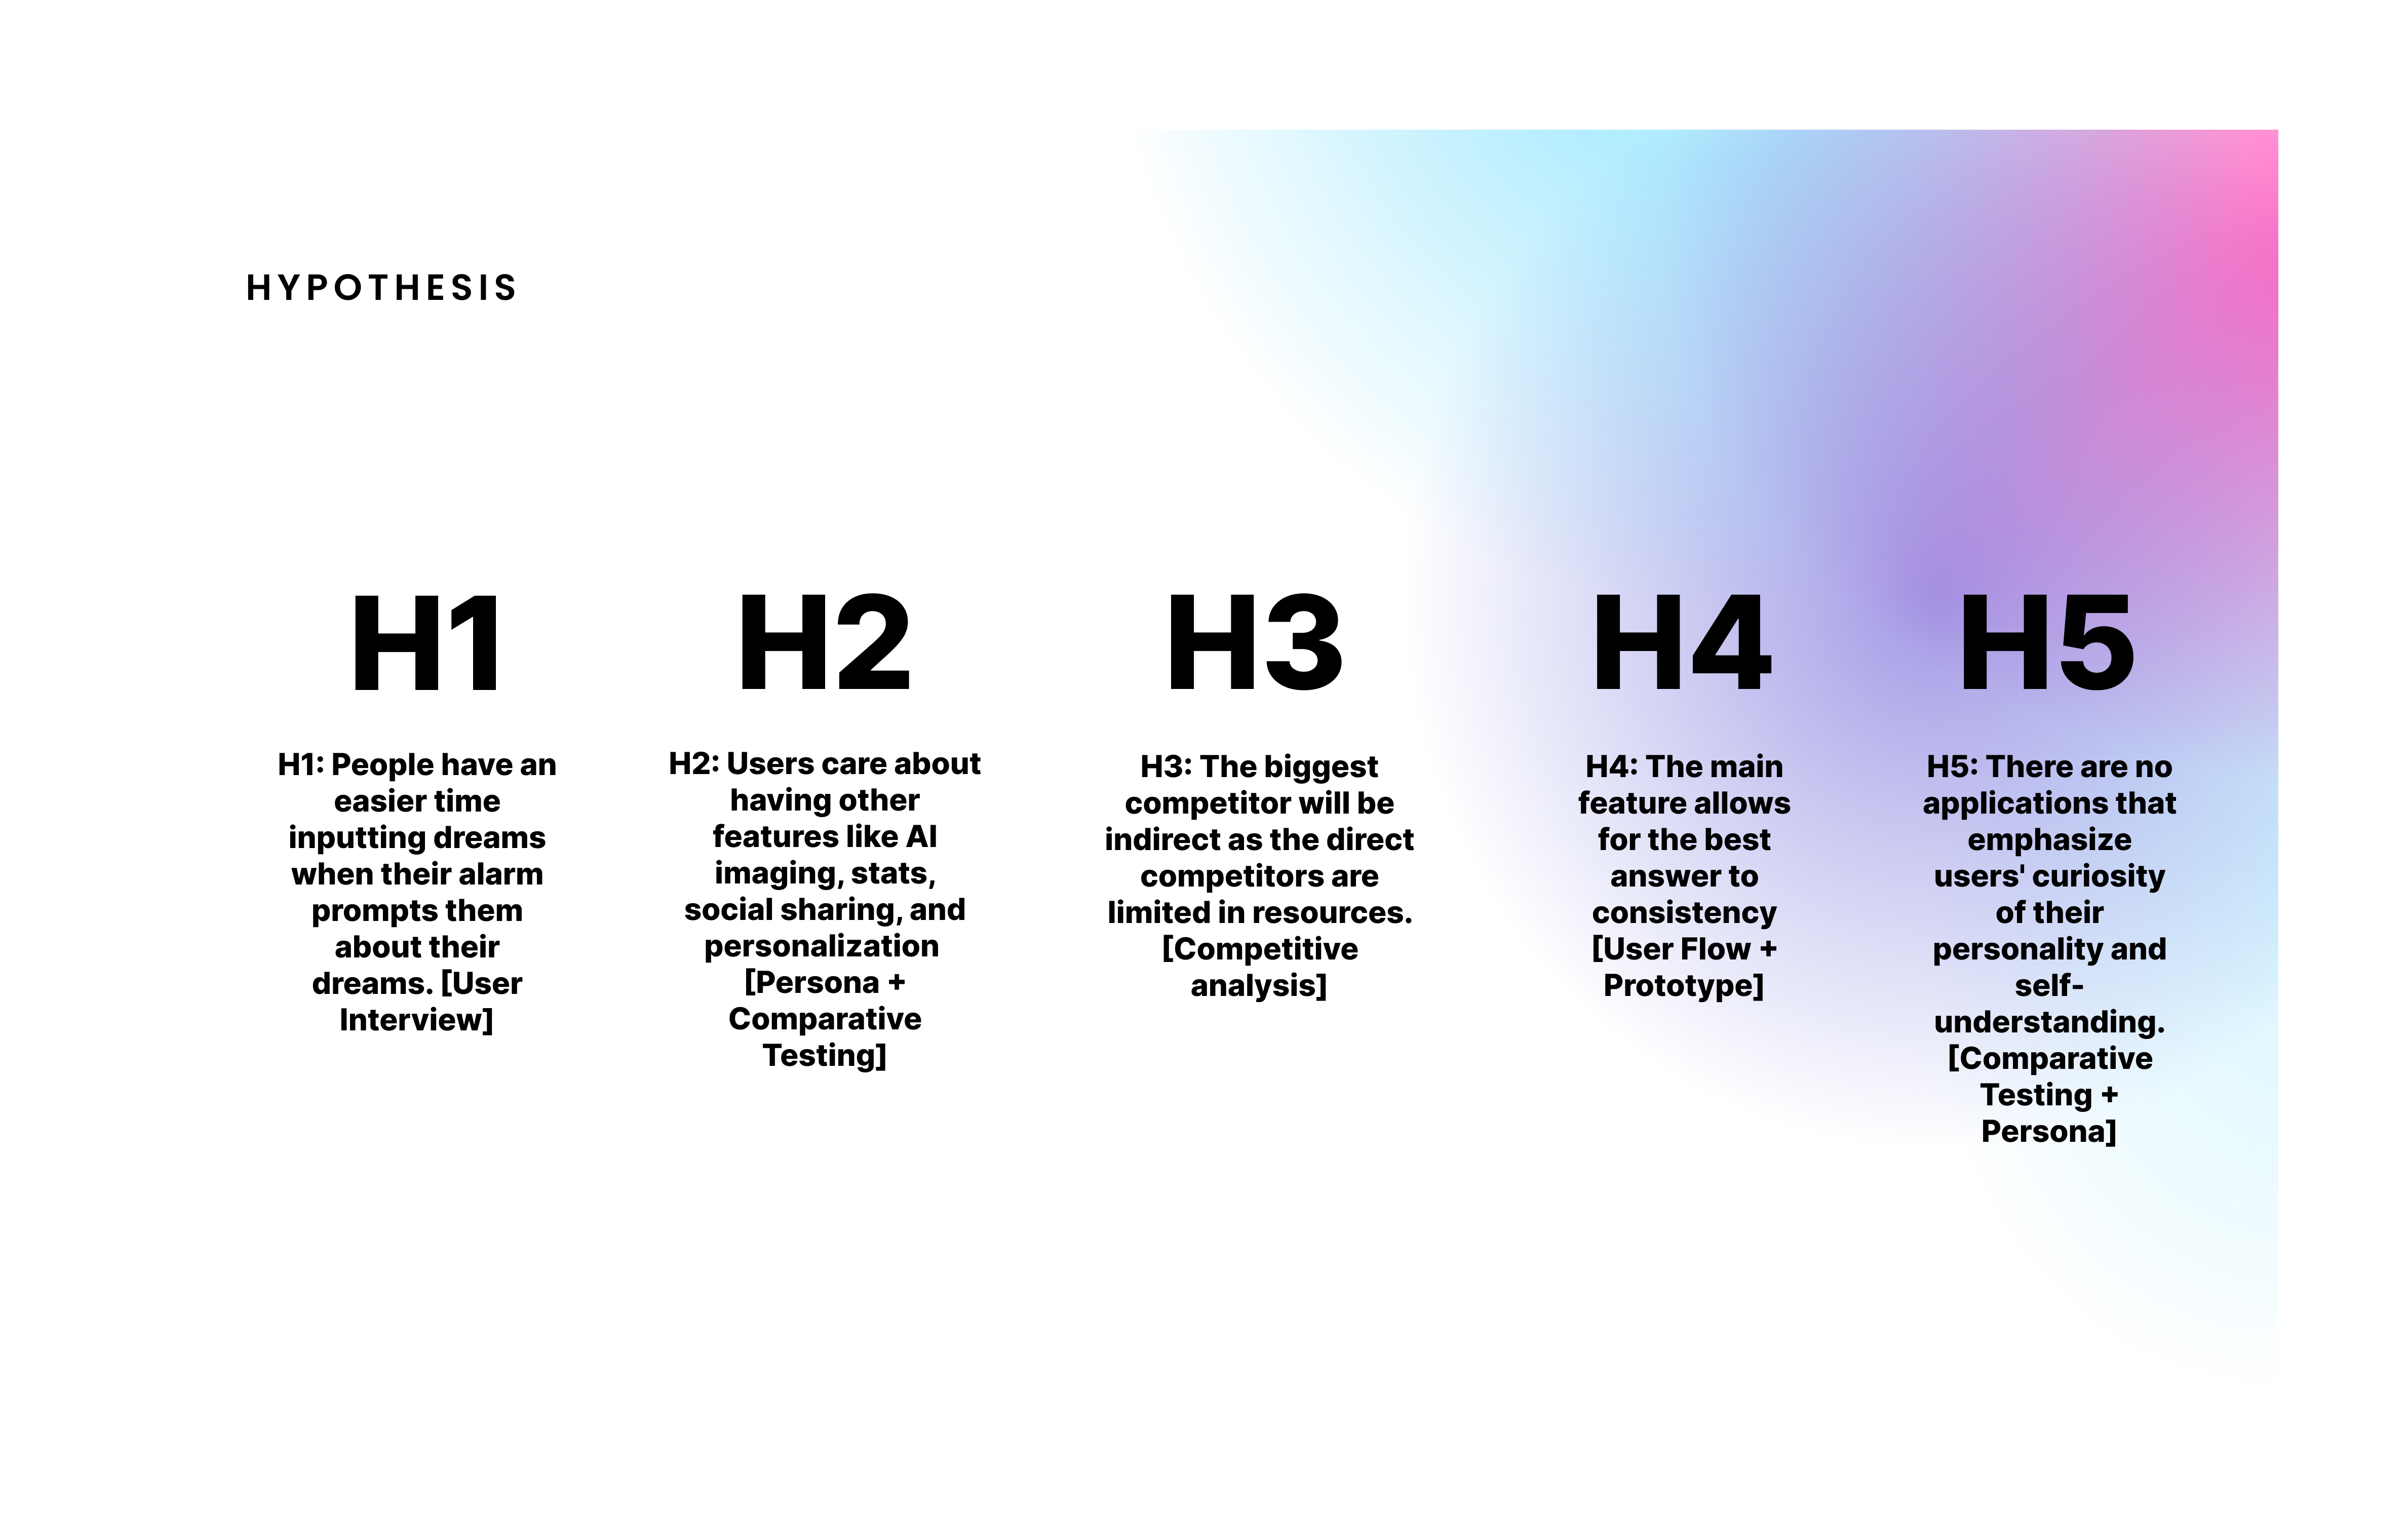 HYPOTHESIS
H1
H1: People have an
easier time
inputting dreams
when their alarm
prompts them
about their
dreams. [User
Interview]
H2
H2: Users care about
having other
features like AI
imaging, stats,
social sharing, and
personalization
[Persona +
Comparative
Testing]
H3
H3: The biggest
competitor will be
indirect as the direct
competitors are
limited in resources.
[Competitive
analysis]
H4
H4: The main
feature allows
for the best
answer to
consistency
[User Flow +
Prototype]
H5
H5: There are no
applications that
emphasize
users' curiosity
of their
personality and
self-
understanding.
[Comparative
Testing +
Persona]